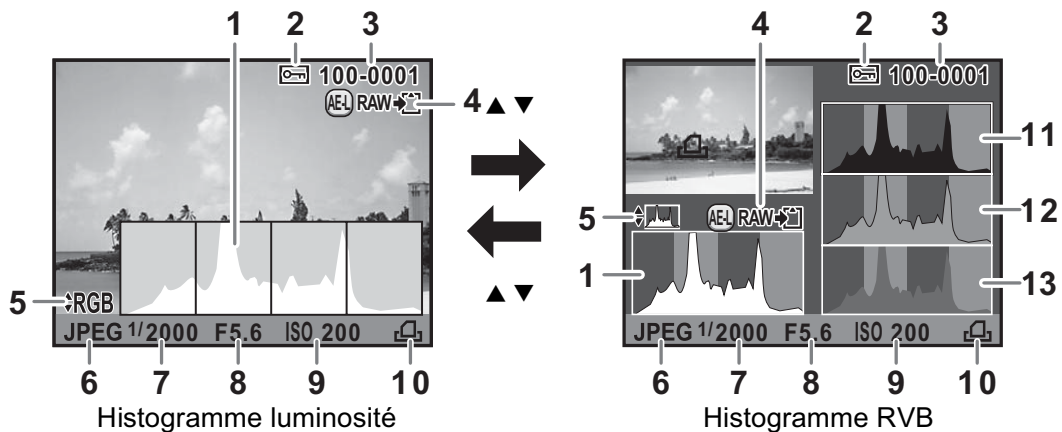 1 2 3
100-0001
AE-L RAW
4 ▲ ▼
5 RGB
JPEG 1/2000 F5.6 ISO 200
6 7 8 9 10
Histogramme luminosité
▲ ▼
4 2 3
100-0001
11
5 AE-L RAW
12
1
13
JPEG 1/2000 F5.6 ISO 200
6 7 8 9 10
Histogramme RVB